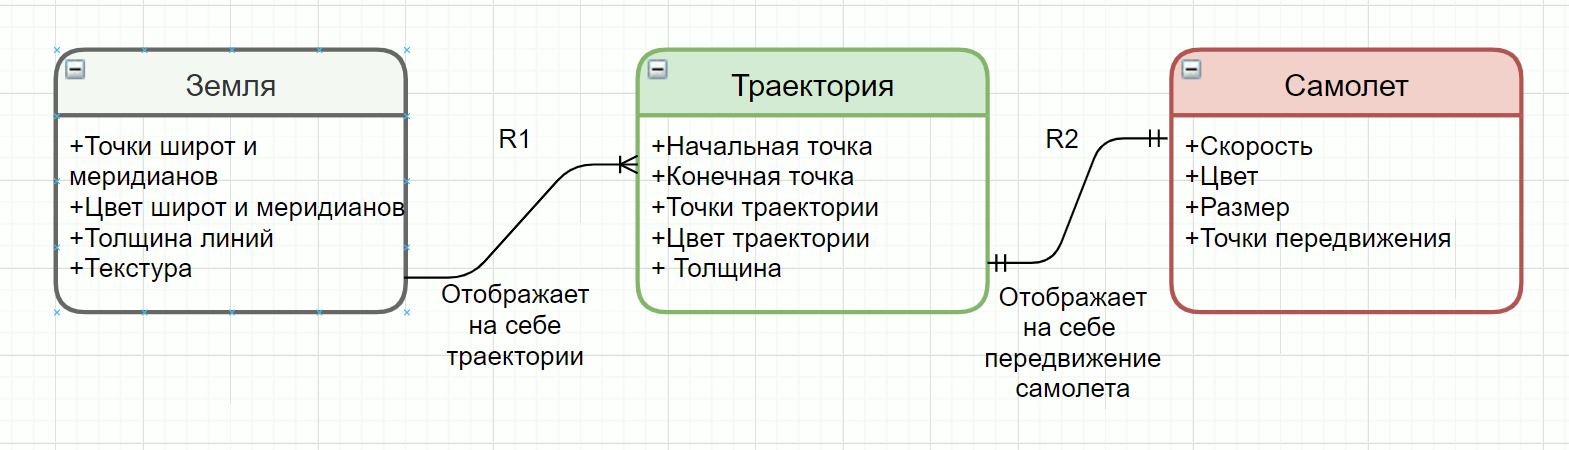 Земля
+Точки широт и
меридианов
+Цвет широт и меридианов
+Толщина линий
+Текстура
R1
Отображает
на себе
траектории
Траектория
+Начальная точка
+Конечная точка
+Точки траектории
+Цвет траектории
+ Толщина
R2
Отображает
на себе
передвижение
самолета
Самолет
+Скорость
+Цвет
+Размер
+Точки передвижения